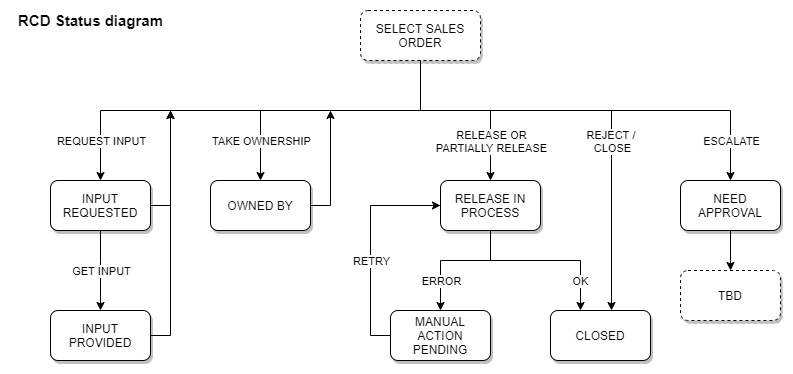 RCD Status diagram
SELECT SALES
ORDER
REQUEST INPUT
TAKE OWNERSHIP
RELEASE OR
PARTIALLY RELEASE
REJECT /
CLOSE
ESCALATE
INPUT
REQUESTED
OWNED BY
RELEASE IN
PROCESS
NEED
APPROVAL
GET INPUT
RETRY
ERROR
OK
TBD
INPUT
PROVIDED
MANUAL
ACTION
PENDING
CLOSED